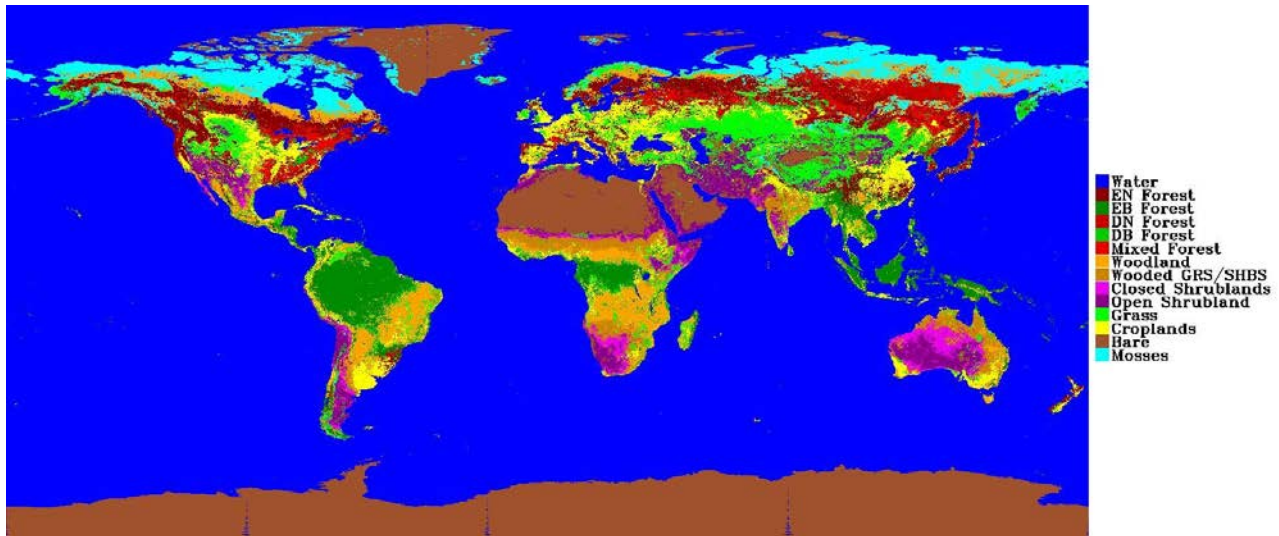 Water
EN Forest
EB Forest
DN Forest
DB Forest
Mixed Forest
Woodland
Wooded GRS/SHBS
Closed Shrublands
Open Shrubland
Grass
Croplands
Bare
Mosses